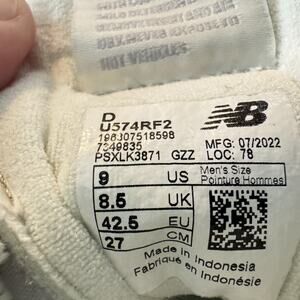 D
U574RF2
196307518598
7349835
PSXLK3871 GZZ
NB
MFG: 07/2022
LOC: 78
9 US
8.5 UK
42.5 EU
27 CM
Men's Size
Pointure Hommes
Made in Indonesia
Fabriqué en Indonésie